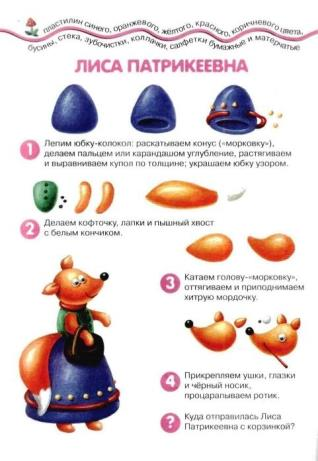 пластилин синего, оранжевого, жёлтого, красного, коричневого цвета,
бусины, стека, зубочистки, колпачки, салфетки бумажные и матерчатые
ЛИСА ПАТРИКЕЕВНА
1 Лепим юбку-колокол: раскатываем конус («морковку»),
делаем пальцем или карандашом углубление, растягиваем
и выравниваем купол по толщине; украшаем юбку узором.
2 Делаем кофточку, лапки и пышный хвост
с белым кончиком.
3 Катаем голову-«морковку»,
оттягиваем и приподнимаем
хитрую мордочку.
4 Прикрепляем ушки, глазки
и чёрный носик,
процарапываем ротик.
? Куда отправилась Лиса
Патрикеевна с корзинкой?